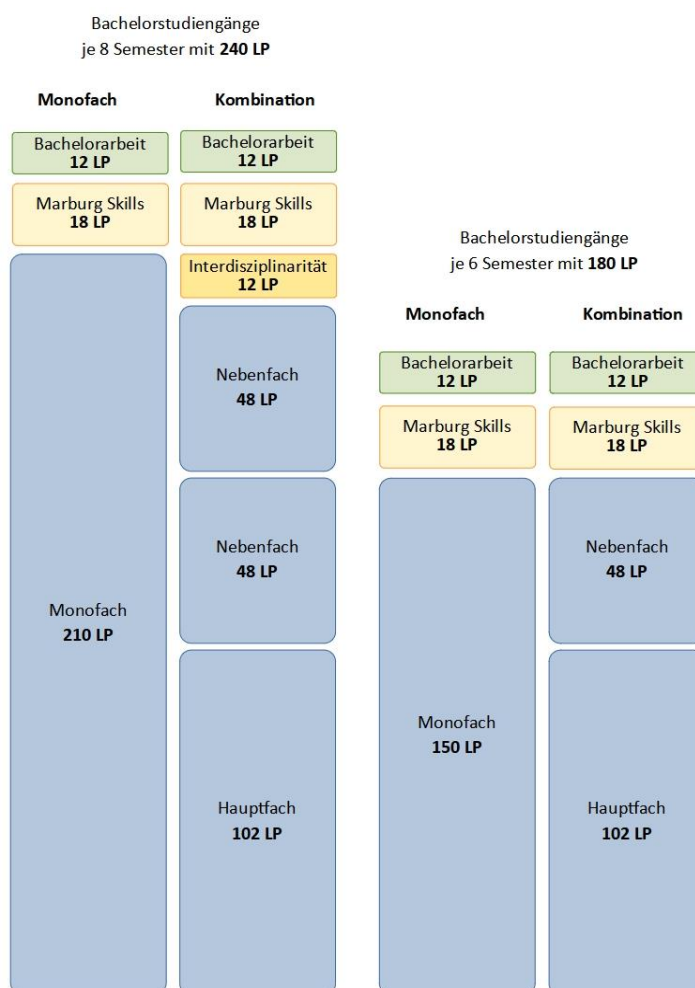 Bachelorstudiengänge
je 8 Semester mit 240 LP
Monofach
Kombination
Bachelorarbeit
12 LP
Marburg Skills
18 LP
Monofach
210 LP
Bachelorarbeit
12 LP
Marburg Skills
18 LP
Interdisziplinarität
12 LP
Nebenfach
48 LP
Nebenfach
48 LP
Hauptfach
102 LP
Bachelorstudiengänge
je 6 Semester mit 180 LP
Monofach
Kombination
Bachelorarbeit
12 LP
Marburg Skills
18 LP
Monofach
150 LP
Bachelorarbeit
12 LP
Marburg Skills
18 LP
Nebenfach
48 LP
Hauptfach
102 LP